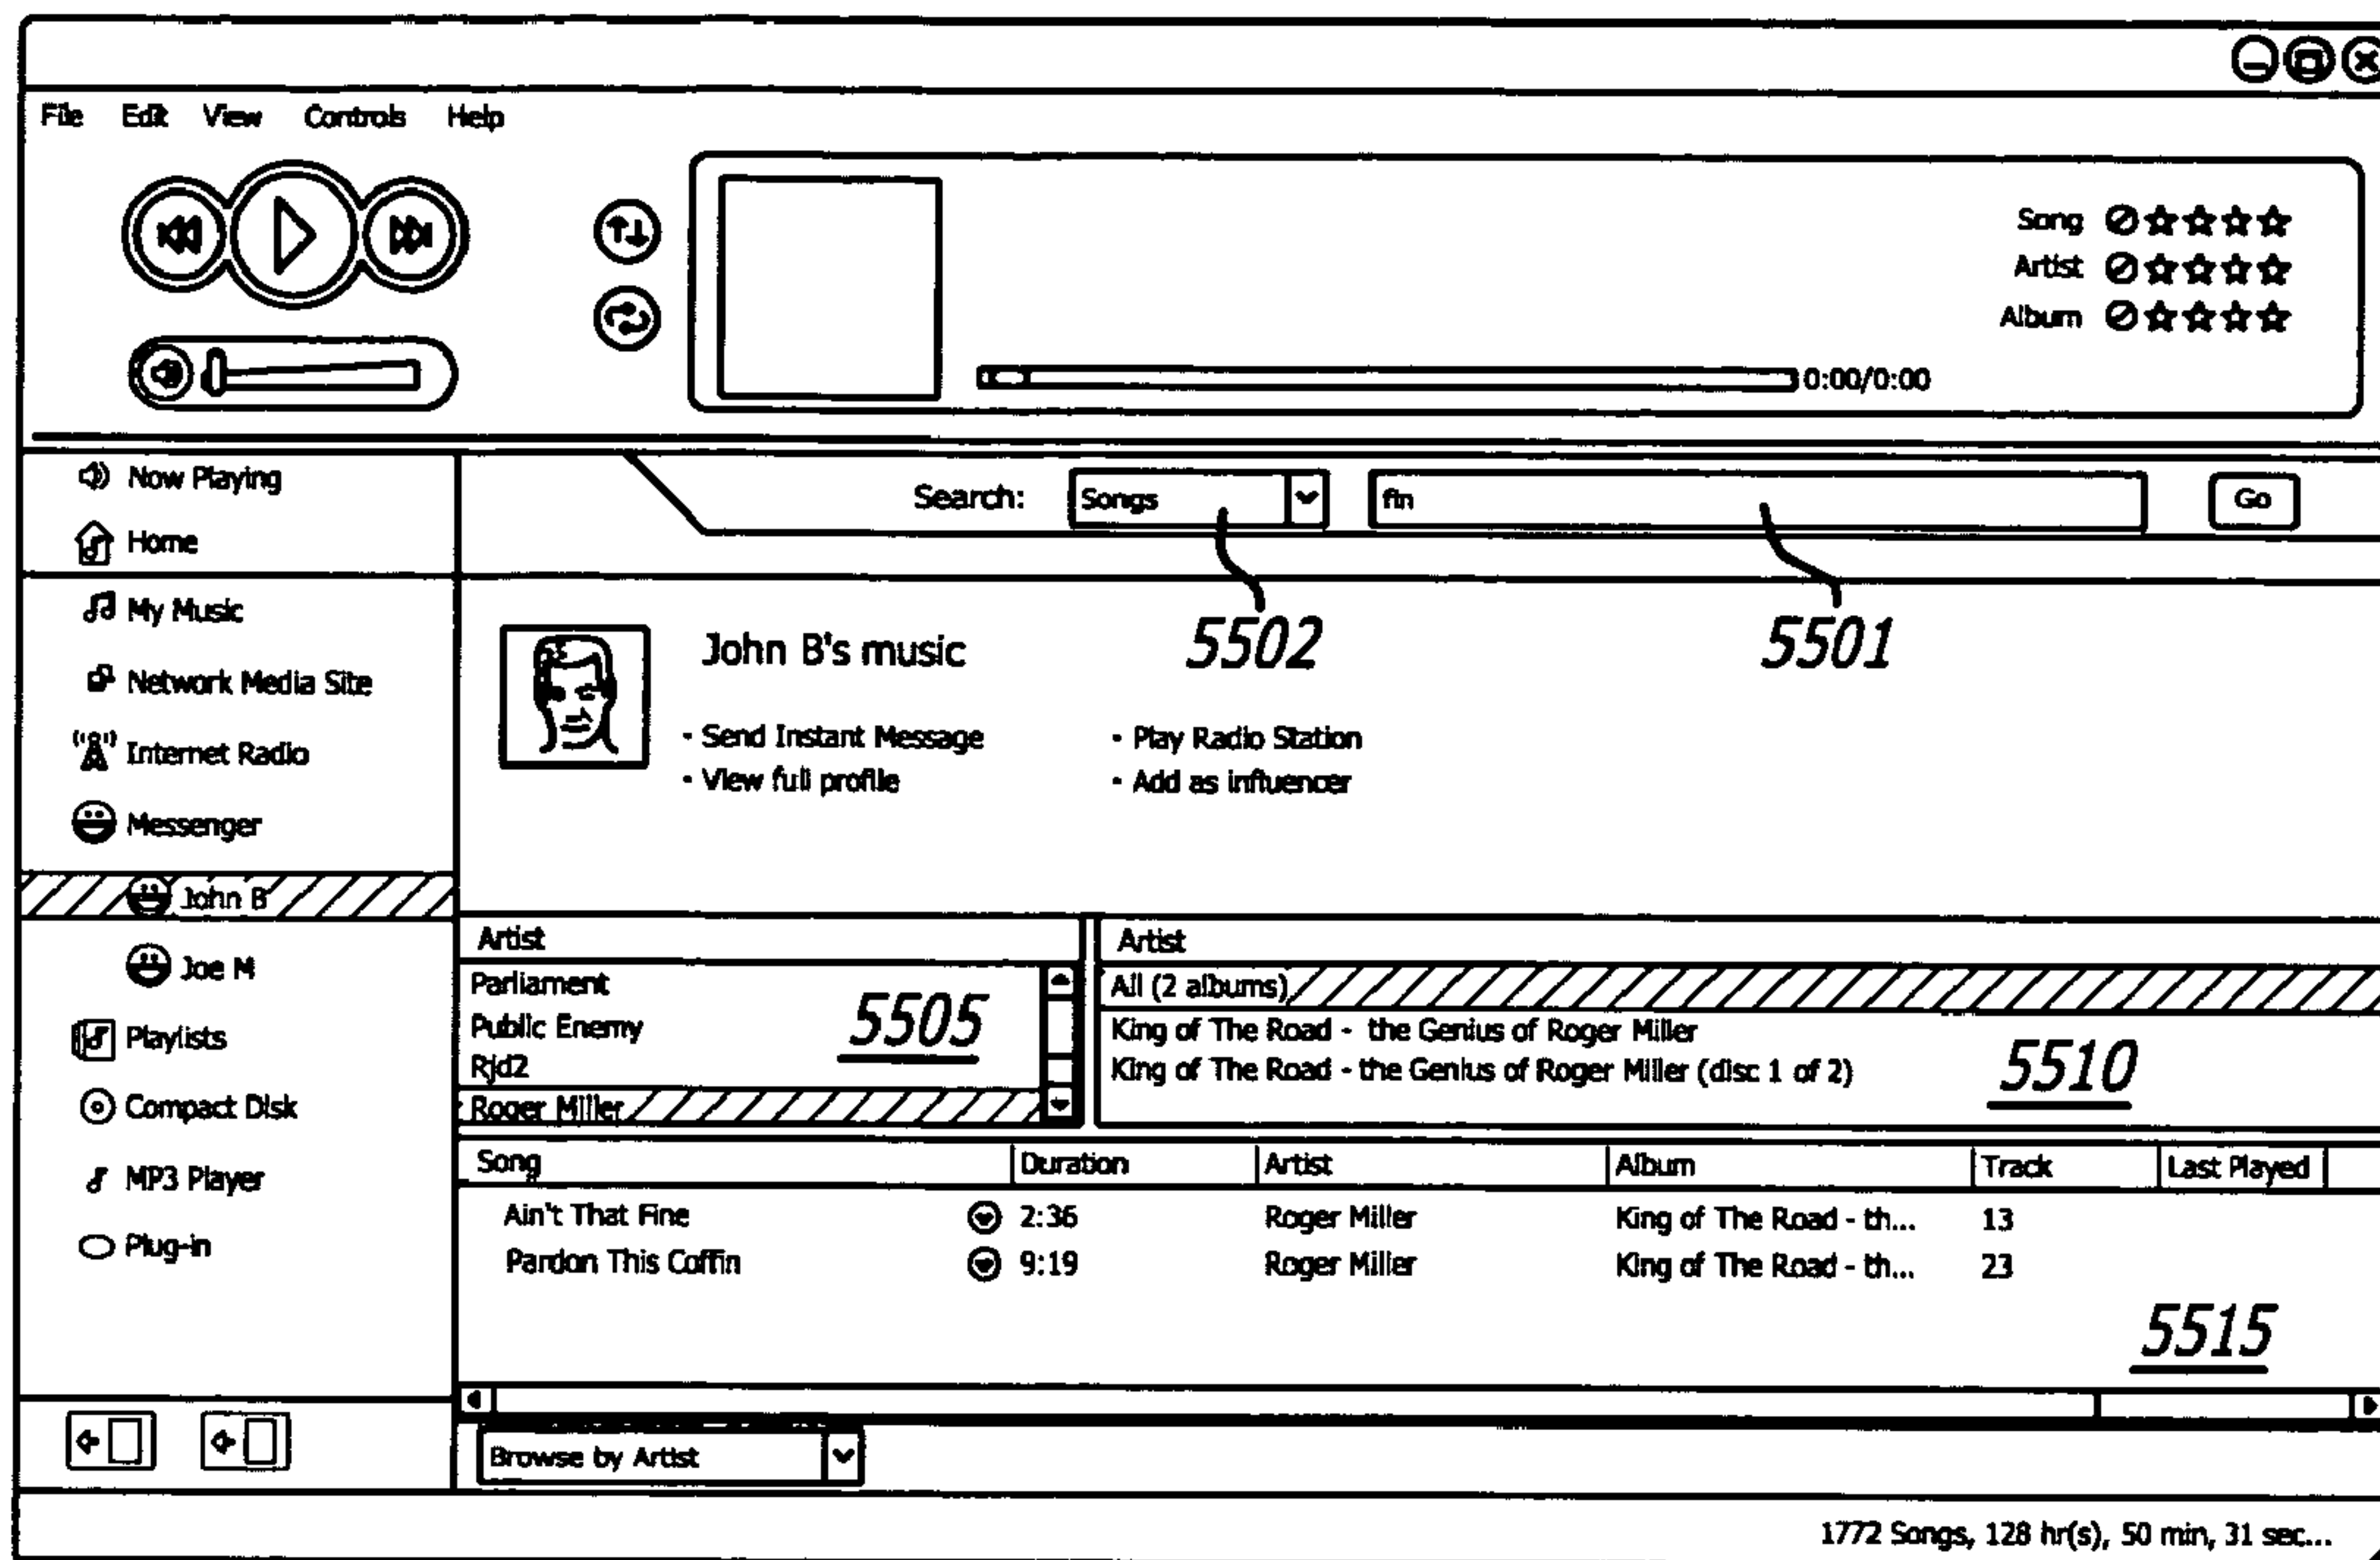 File Edit View Controls Help
Song
Artist
Album
0:00/0:00
Now Playing
Home
My Music
Network Media Site
Internet Radio
Messenger
John B
Joe M
Playlists
Compact Disk
MP3 Player
Plug-in
Search: Songs fin Go
5502 5501
John B's music
- Send Instant Message - Play Radio Station
- View full profile - Add as influencer
Artist
Parliament
Public Enemy
Rjd2
Roger Miller
5505
Artist
All (2 albums)
King of The Road - the Genius of Roger Miller
King of The Road - the Genius of Roger Miller (disc 1 of 2)
5510
Song Duration Artist Album Track Last Played
Ain't That Fine 2:36 Roger Miller King of The Road - th... 13
Pardon This Coffin 9:19 Roger Miller King of The Road - th... 23
5515
Browse by Artist
1772 Songs, 128 hr(s), 50 min, 31 sec...